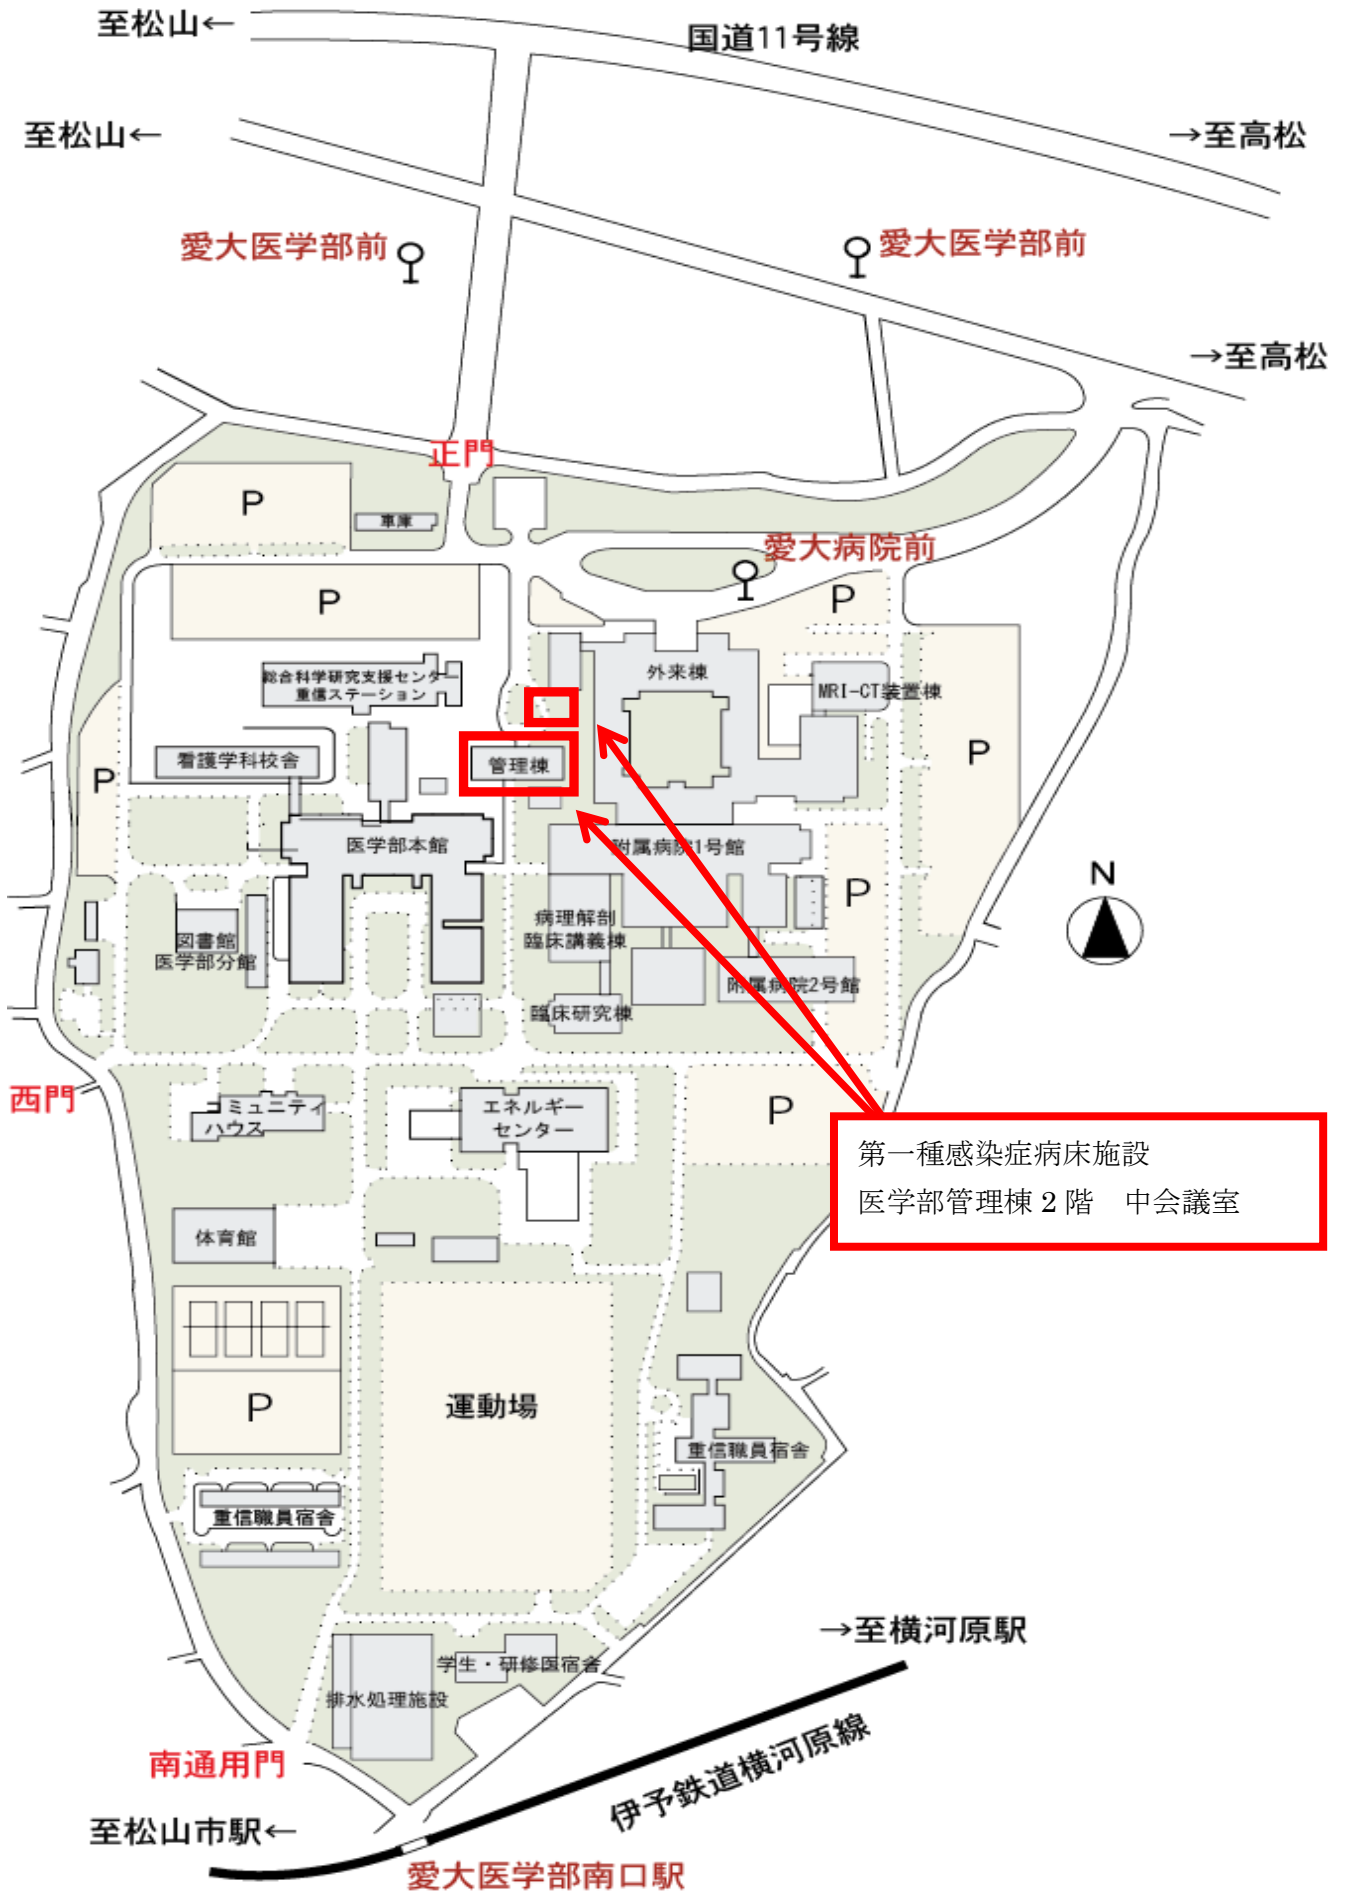 至松山←
国道11号線
至松山←
→至高松
愛大医学部前
愛大医学部前
→至高松
正門
P
車庫
愛大病院前
P
P
総合科学研究支援センター
重信ステーション
外来棟
MRI-CT装置棟
看護学科校舎
管理棟
P
P
医学部本館
附属病院1号館
N
P
図書館
医学部分館
病理解剖
臨床講義棟
附属病院2号館
臨床研究棟
西門
コミュニティ
ハウス
エネルギー
センター
P
第一種感染症病床施設
医学部管理棟2階　中会議室
体育館
P
運動場
重信職員宿舎
重信職員宿舎
→至横河原駅
学生・研修医宿舎
排水処理施設
南通用門
伊予鉄道横河原線
至松山市駅←
愛大医学部南口駅